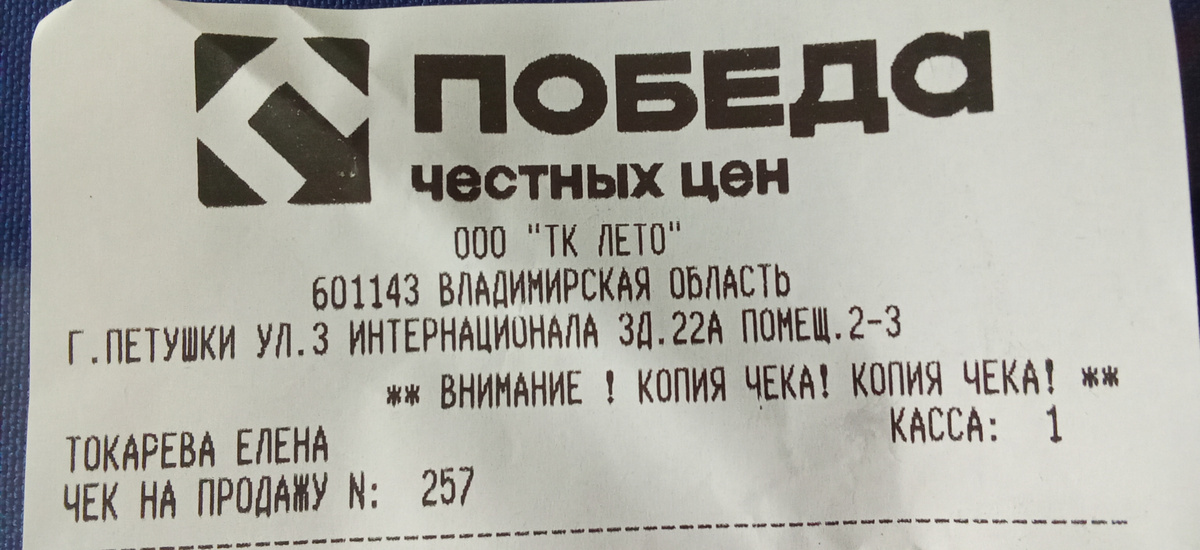 ПОБЕДА
честных цен
ООО "ТК ЛЕТО"
601143 ВЛАДИМИРСКАЯ ОБЛАСТЬ
Г.ПЕТУШКИ УЛ.3 ИНТЕРНАЦИОНАЛА ЗД.22А ПОМЕЩ.2-3
** ВНИМАНИЕ ! КОПИЯ ЧЕКА! КОПИЯ ЧЕКА! **
КАССА: 1
ТОКАРЕВА ЕЛЕНА
ЧЕК НА ПРОДАЖУ N: 257